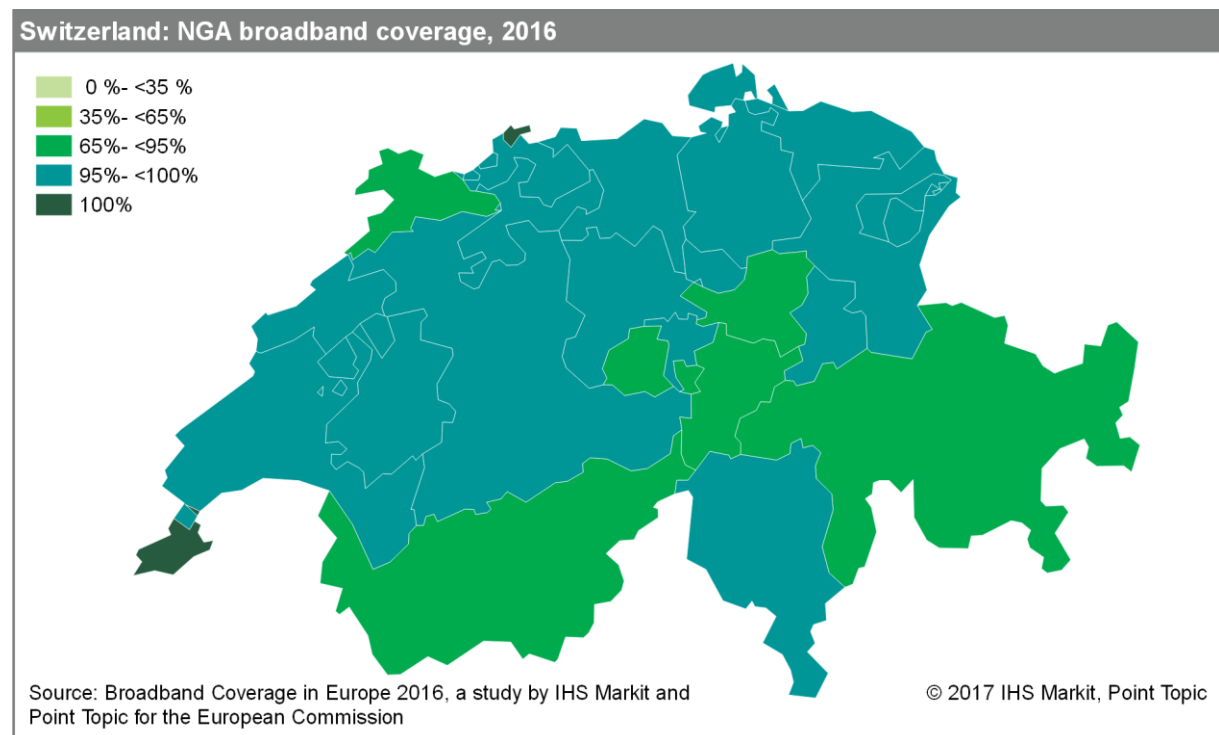 Switzerland: NGA broadband coverage, 2016
0 %- <35 %
35%- <65%
65%- <95%
95%- <100%
100%
Source: Broadband Coverage in Europe 2016, a study by IHS Markit and
Point Topic for the European Commission
© 2017 IHS Markit, Point Topic